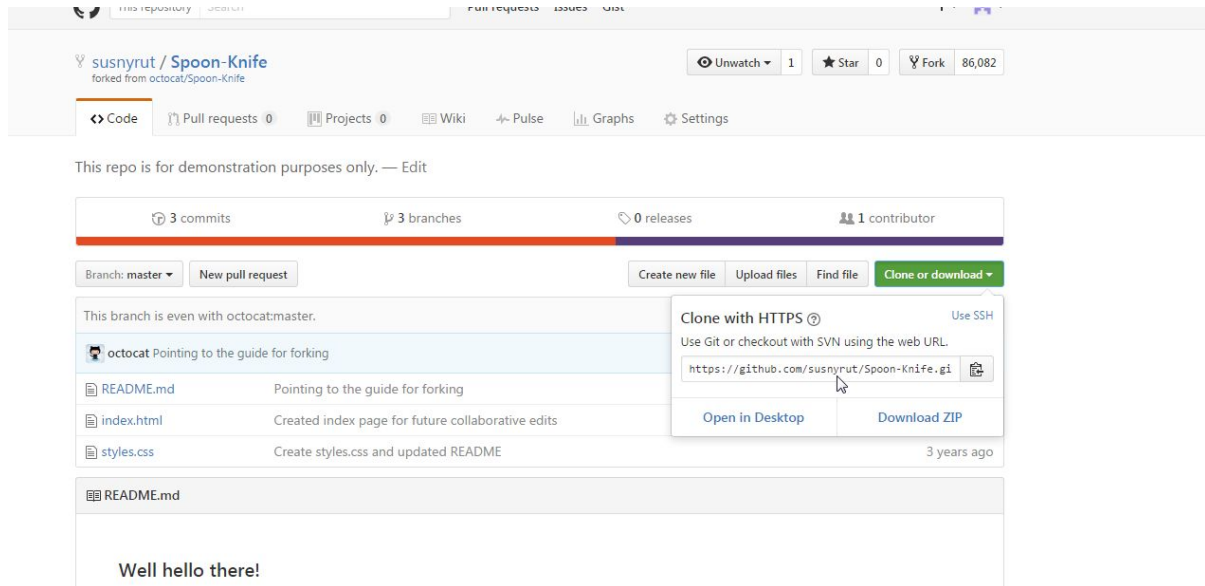 This repository Search Pull requests Issues Gist
susnyrut / Spoon-Knife
forked from octocat/Spoon-Knife
Unwatch 1 Star 0 Fork 86,082
Code Pull requests 0 Projects 0 Wiki Pulse Graphs Settings
This repo is for demonstration purposes only. — Edit
3 commits 3 branches 0 releases 1 contributor
Branch: master New pull request Create new file Upload files Find file Clone or download
This branch is even with octocat:master.
octocat Pointing to the guide for forking
README.md Pointing to the guide for forking
index.html Created index page for future collaborative edits
styles.css Create styles.css and updated README 3 years ago
Clone with HTTPS Use SSH
Use Git or checkout with SVN using the web URL.
https://github.com/susnyrut/Spoon-Knife.gi
Open in Desktop Download ZIP
README.md
Well hello there!